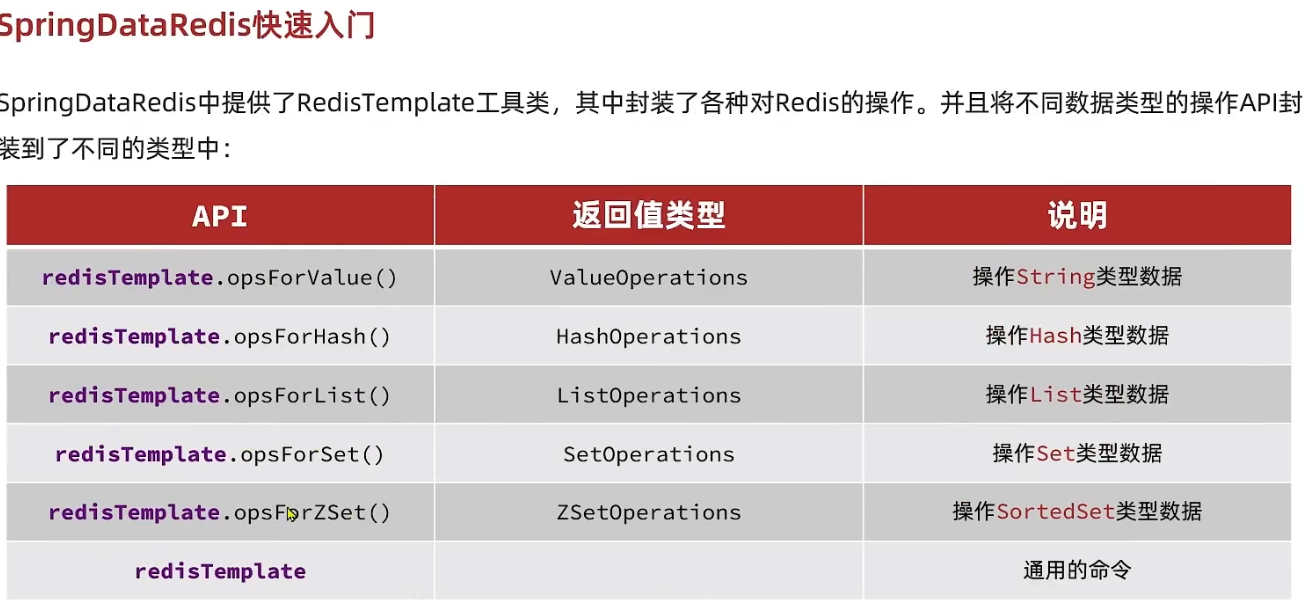 SpringDataRedis快速入门
SpringDataRedis中提供了RedisTemplate工具类，其中封装了各种对Redis的操作。并且将不同数据类型的操作API封
装到了不同的类型中：
API 返回值类型 说明
redisTemplate.opsForValue() ValueOperations 操作String类型数据
redisTemplate.opsForHash() HashOperations 操作Hash类型数据
redisTemplate.opsForList() ListOperations 操作List类型数据
redisTemplate.opsForSet() SetOperations 操作Set类型数据
redisTemplate.opsForZSet() ZSetOperations 操作SortedSet类型数据
redisTemplate 通用的命令